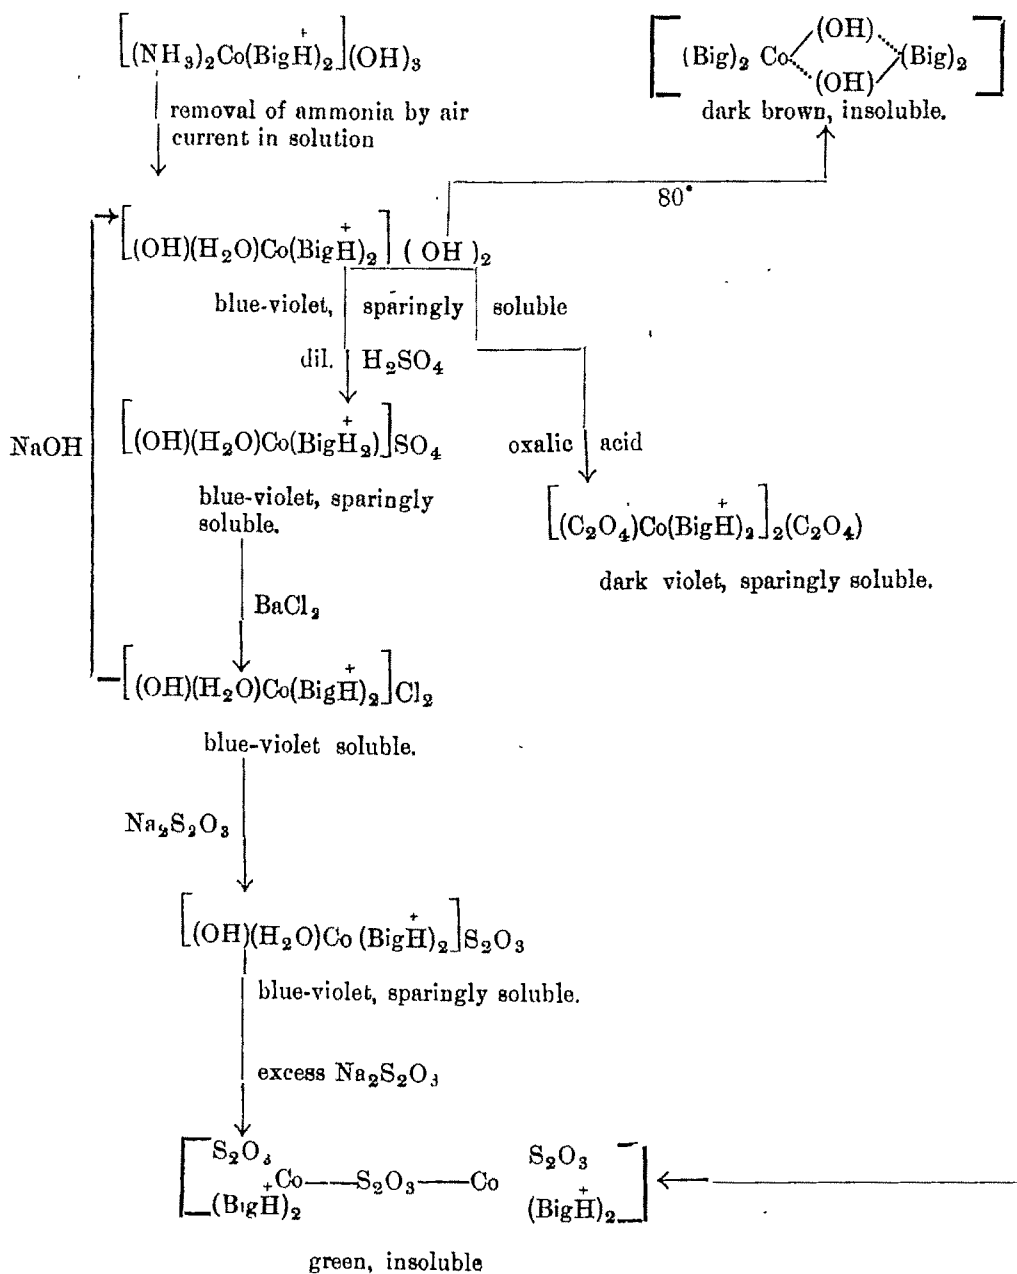 [(NH₃)₂Co(BigH⁺)₂](OH)₃
removal of ammonia by air
current in solution
[(Big)₂ Co (OH) (OH) (Big)₂]
dark brown, insoluble.
80°
[(OH)(H₂O)Co(BigH⁺)₂] (OH)₂
blue-violet, sparingly soluble
dil. H₂SO₄
NaOH
[(OH)(H₂O)Co(BigH⁺₂)]SO₄
blue-violet, sparingly
soluble.
oxalic acid
[(C₂O₄)Co(BigH⁺)₂]₂(C₂O₄)
dark violet, sparingly soluble.
BaCl₂
[(OH)(H₂O)Co(BigH⁺)₂]Cl₂
blue-violet soluble.
Na₂S₂O₃
[(OH)(H₂O)Co (BigH⁺)₂]S₂O₃
blue-violet, sparingly soluble.
excess Na₂S₂O₃
S₂O₃ S₂O₃
Co—S₂O₃—Co
(BigH⁺)₂ (BigH⁺)₂
green, insoluble